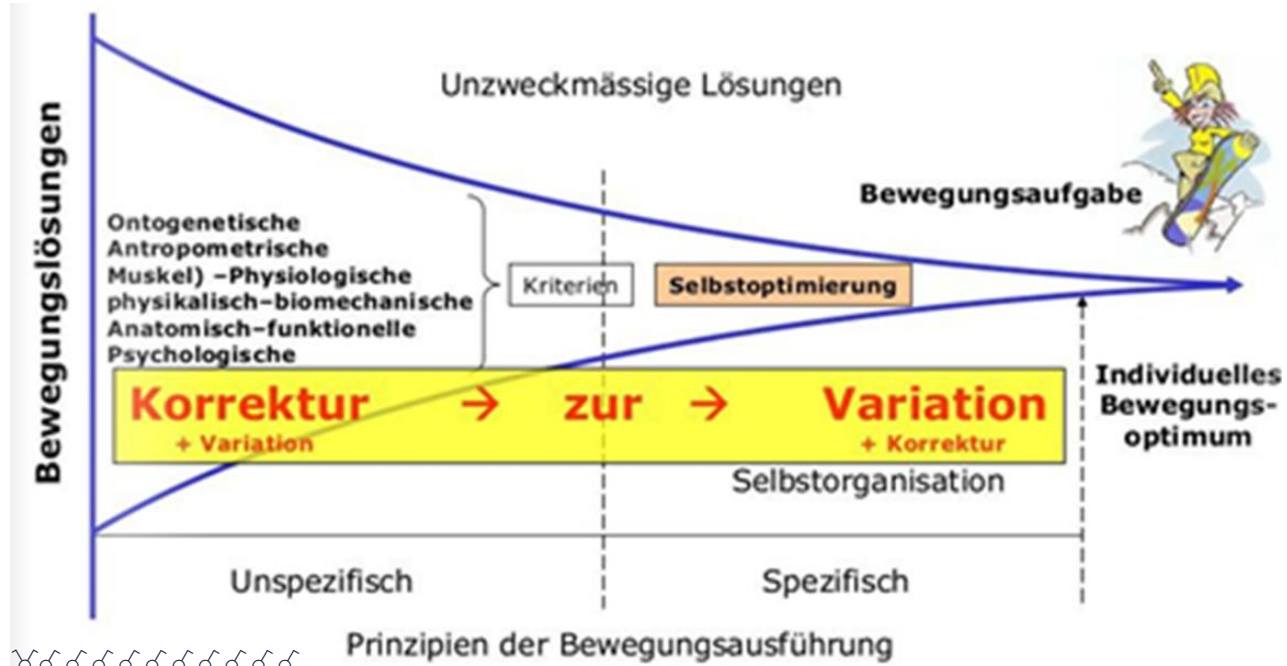 Bewegungslösungen
Unzweckmässige Lösungen
Bewegungsaufgabe
Ontogenetische
Antropometrische
Muskel) –Physiologische
physikalisch–biomechanische
Anatomisch–funktionelle
Psychologische
Kriterien
Selbstoptimierung
Korrektur → zur → Variation
+ Variation
+ Korrektur
Individuelles
Bewegungs-
optimum
Selbstorganisation
Unspezifisch
Spezifisch
Prinzipien der Bewegungsausführung